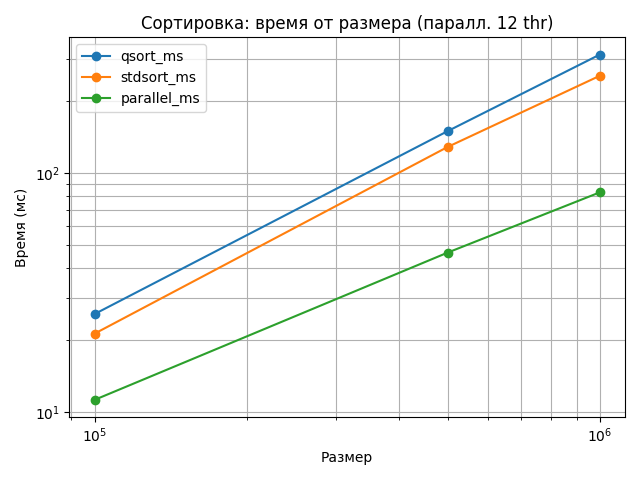 Сортировка: время от размера (паралл. 12 thr)
qsort_ms
stdsort_ms
parallel_ms
Время (мс)
10²
10¹
10⁵ 10⁶
Размер